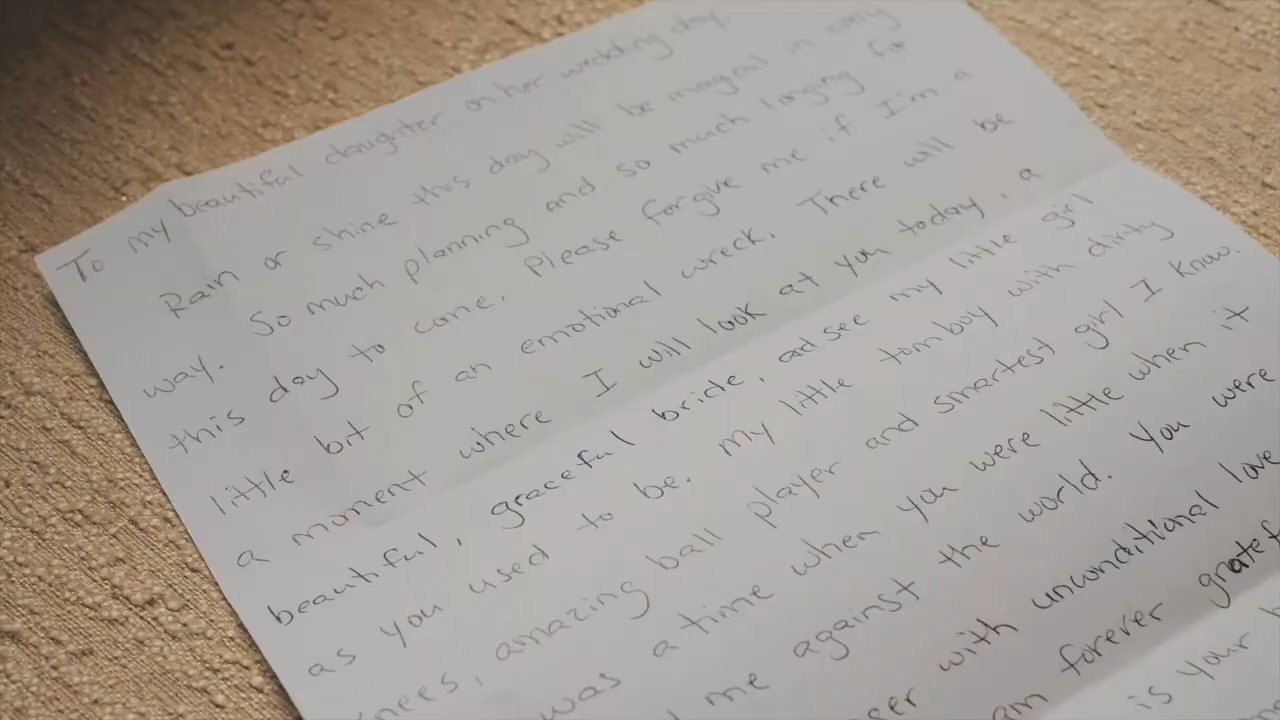 To my beautiful daughter on her wedding day,
Rain or shine this day will be magical in every
way. So much planning and so much longing for
this day to come. Please forgive me if I'm a
little bit of an emotional wreck. There will be
a moment where I will look at you today, a
beautiful, graceful bride, and see my little girl
as you used to be. My little tomboy with dirty
knees, amazing ball player and smartest girl I know.
was a time when you were little when it
me against the world. You were
with unconditional love
am forever
is your